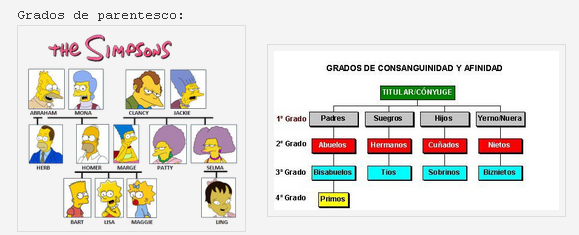 Grados de parentesco:
THE SIMPSONS
ABRAHAM MONA CLANCY JACKIE
HERB HOMER MARGE PATTY SELMA
BART LISA MAGGIE LING
GRADOS DE CONSANGUINIDAD Y AFINIDAD
TITULAR/CÓNYUGE
1º Grado Padres Suegros Hijos Yerno/Nuera
2º Grado Abuelos Hermanos Cuñados Nietos
3º Grado Bisabuelos Tíos Sobrinos Biznietos
4º Grado Primos